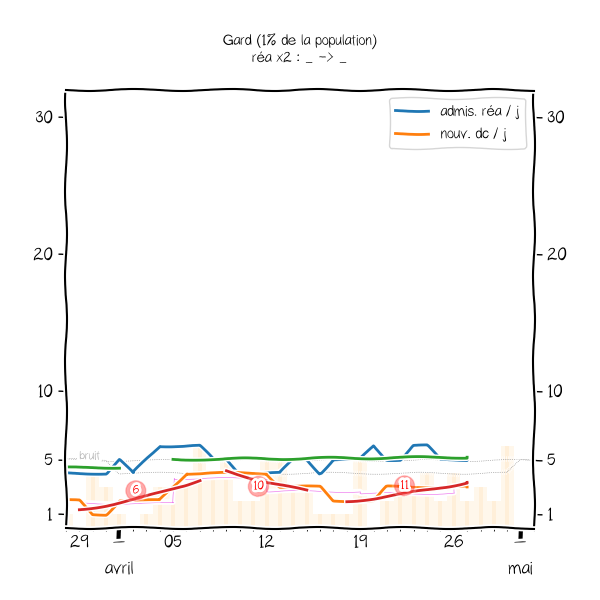 Gard (1% de la population)
réa x2 : _ -> _
admis. réa / j
nouv. dc / j
30 30
20 20
10 10
5 bruit 5
6 10 11
1 1
29 05 12 19 26
avril mai